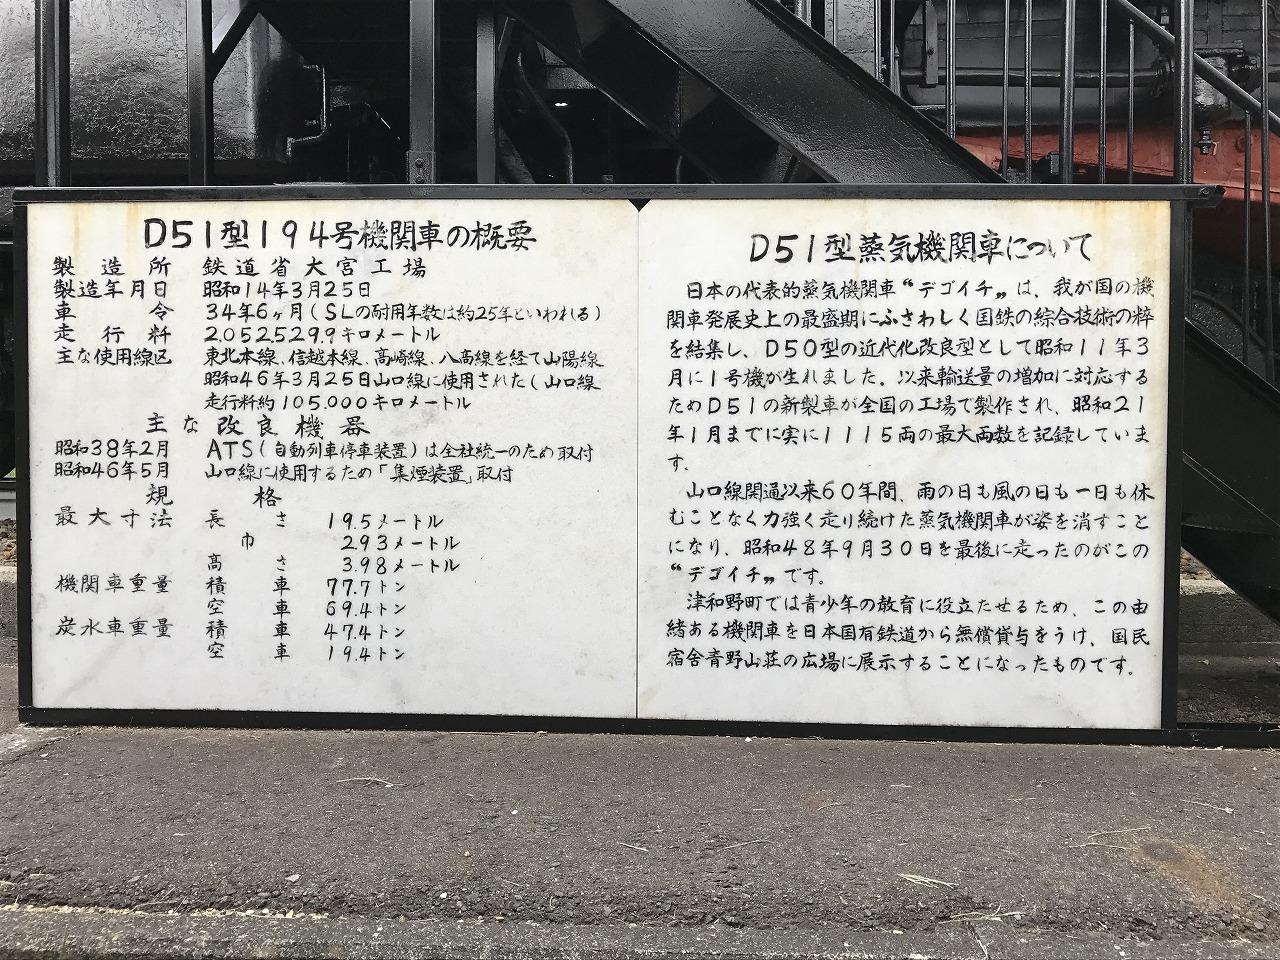 D51型194号機関車の概要
製造所 鉄道省大宮工場
製造年月日 昭和14年3月25日
車令 34年6ヶ月(SLの耐用年数は約25年といわれる)
走行料 2.052.529.9キロメートル
主な使用線区 東北本線、信越本線、高崎線、八高線を経て山陽線
昭和46年3月25日山口線に使用された(山口線
走行料約105.000キロメートル
主な改良機器
昭和38年2月 ATS(自動列車停車装置)は全社統一のため取付
昭和46年5月 山口線に使用するため「集煙装置」取付
規格
最大寸法 長さ 19.5メートル
巾 2.93メートル
高さ 3.98メートル
機関車重量 積車 77.7トン
空車 69.4トン
炭水車重量 積車 47.4トン
空車 19.4トン
D51型蒸気機関車について
日本の代表的蒸気機関車〝デゴイチ〟は、我が国の機
関車発展史上の最盛期にふさわしく国鉄の綜合技術の粋
を結集し、D50型の近代化改良型として昭和11年3
月に1号機が生れました。以来輸送量の増加に対応する
ためD51の新製車が全国の工場で製作され、昭和21
年1月までに実に1115両の最大両数を記録していま
す。
山口線開通以来60年間、雨の日も風の日も一日も休
むことなく力強く走り続けた蒸気機関車が姿を消すこと
になり、昭和48年9月30日を最後に走ったのがこの
〝デゴイチ〟です。
津和野町では青少年の教育に役立たせるため、この由
緒ある機関車を日本国有鉄道から無償貸与をうけ、国民
宿舎青野山荘の広場に展示することになったものです。